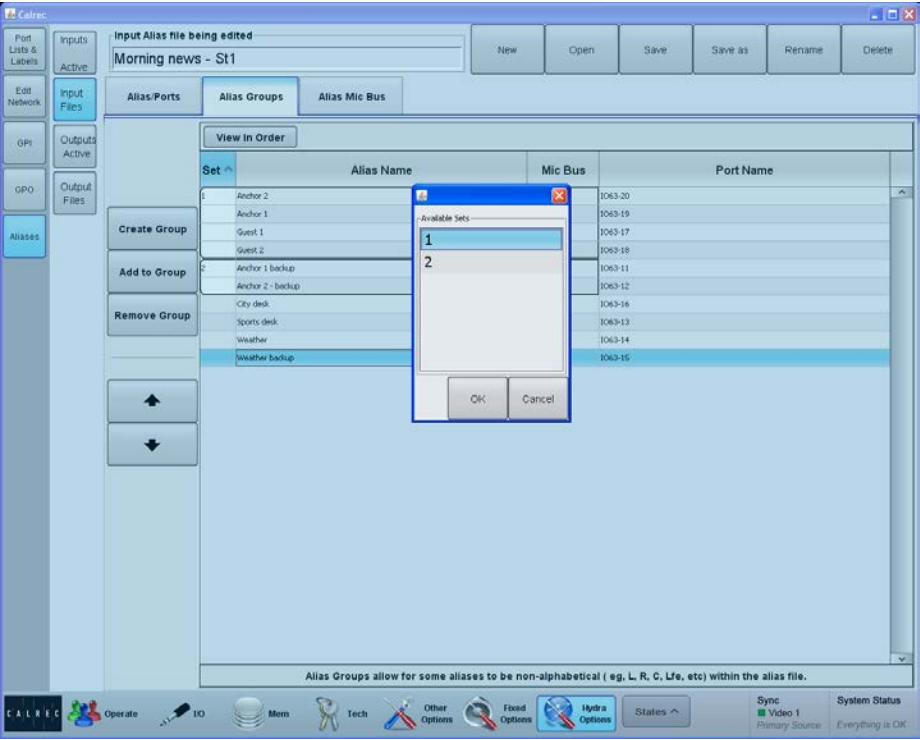 Calrec
Port Lists & Labels
Edit Network
GPI
GPO
Aliases
Inputs Active
Input Files
Outputs Active
Output Files
Input Alias file being edited
Morning news - St1
New
Open
Save
Save as
Rename
Delete
Alias/Ports
Alias Groups
Alias Mic Bus
View In Order
Create Group
Add to Group
Remove Group
Set Alias Name Mic Bus Port Name
1 Anchor 2 IO63-20
Anchor 1 IO63-19
Guest 1 IO63-17
Guest 2 IO63-18
2 Anchor 1 backup IO63-11
Anchor 2 - backup IO63-12
City desk IO63-16
Sports desk IO63-13
Weather IO63-14
Weather backup IO63-15
Available Sets
1
2
OK
Cancel
Alias Groups allow for some aliases to be non-alphabetical ( eg, L, R, C, Lfe, etc) within the alias file.
CALREC
Operate
I/O
Mem
Tech
Other Options
Fixed Options
Hydra Options
States
Sync
Video 1
Primary Source
System Status
Everything is OK